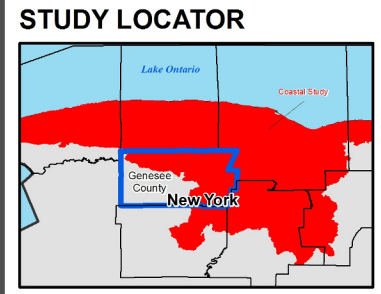 STUDY LOCATOR
Lake Ontario
Coastal Study
Genesee
County
New York